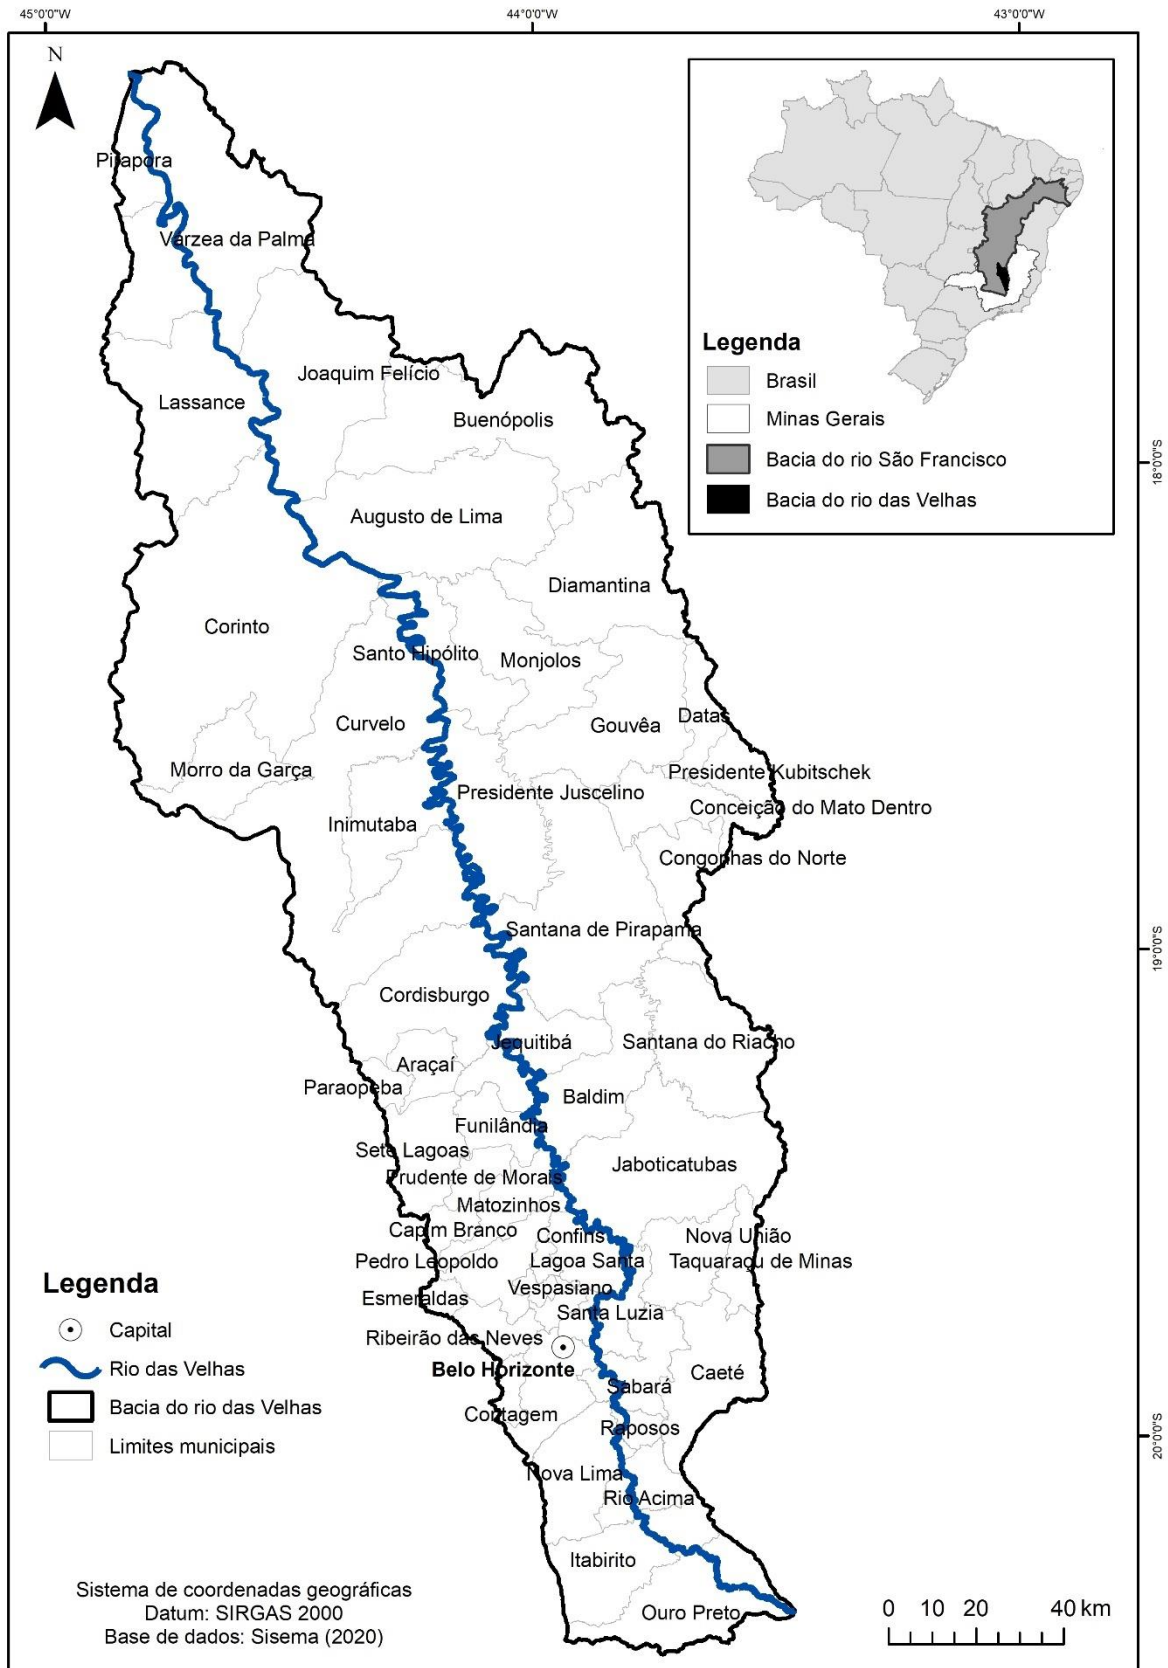 45°0'0"W
44°0'0"W
43°0'0"W
N
Pirapora
Várzea da Palma
Joaquim Felício
Lassance
Buenópolis
Augusto de Lima
Diamantina
Corinto
Santo Hipólito
Monjolos
Curvelo
Gouvêa
Datas
Morro da Garça
Presidente Kubitschek
Presidente Juscelino
Conceição do Mato Dentro
Inimutaba
Congonhas do Norte
Santana de Pirapama
Cordisburgo
Jequitibá
Santana do Riacho
Araçaí
Paraopeba
Baldim
Funilândia
Sete Lagoas
Jaboticatubas
Prudente de Morais
Matozinhos
Capim Branco
Confins
Nova União
Pedro Leopoldo
Lagoa Santa
Taquaraçu de Minas
Vespasiano
Esmeraldas
Santa Luzia
Ribeirão das Neves
Belo Horizonte
Caeté
Sabará
Contagem
Raposos
Nova Lima
Rio Acima
Itabirito
Ouro Preto
Legenda
Brasil
Minas Gerais
Bacia do rio São Francisco
Bacia do rio das Velhas
18°0'0"S
19°0'0"S
20°0'0"S
Legenda
Capital
Rio das Velhas
Bacia do rio das Velhas
Limites municipais
Sistema de coordenadas geográficas
Datum: SIRGAS 2000
Base de dados: Sisema (2020)
0 10 20 40 km